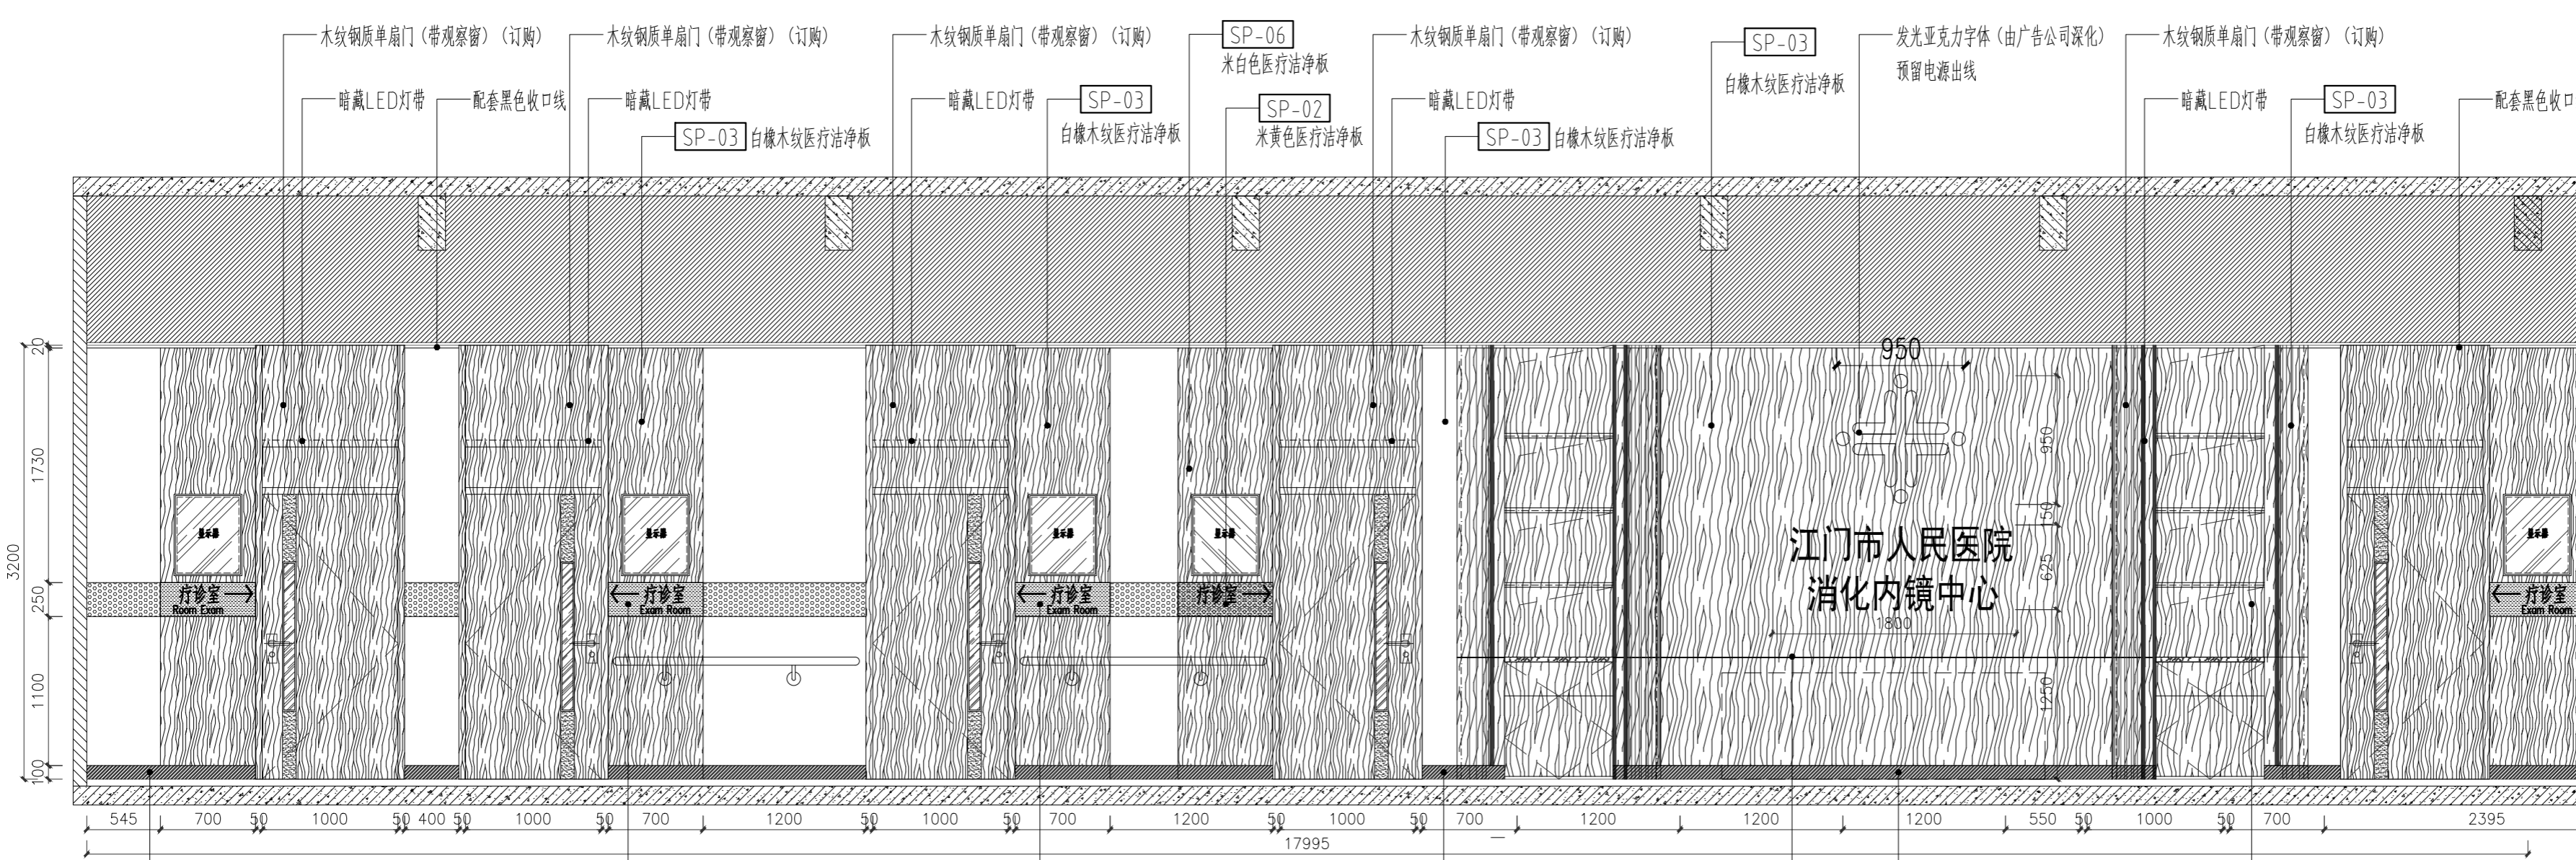 木纹钢质单扇门（带观察窗）（订购）
木纹钢质单扇门（带观察窗）（订购）
木纹钢质单扇门（带观察窗）（订购）
SP-06
米白色医疗洁净板
木纹钢质单扇门（带观察窗）（订购）
SP-03
白橡木纹医疗洁净板
发光亚克力字体（由广告公司深化）
预留电源出线
木纹钢质单扇门（带观察窗）（订购）
暗藏LED灯带
配套黑色收口线
暗藏LED灯带
SP-03 白橡木纹医疗洁净板
暗藏LED灯带
SP-03
白橡木纹医疗洁净板
SP-02
米黄色医疗洁净板
暗藏LED灯带
SP-03 白橡木纹医疗洁净板
暗藏LED灯带
SP-03
白橡木纹医疗洁净板
配套黑色收口
950
950
150
625
1250
江门市人民医院
消化内镜中心
1800
显示器
显示器
显示器
显示器
显示器
疗诊室
Room Exam
疗诊室
Exam Room
疗诊室
Exam Room
疗诊室
疗诊室
Exam Room
3200
20
1730
250
1100
100
545 700 50 1000 50 400 50 1000 50 700 1200 50 1000 50 700 1200 50 1000 50 700 1200 1200 1200 550 50 1000 50 700 2395
17995